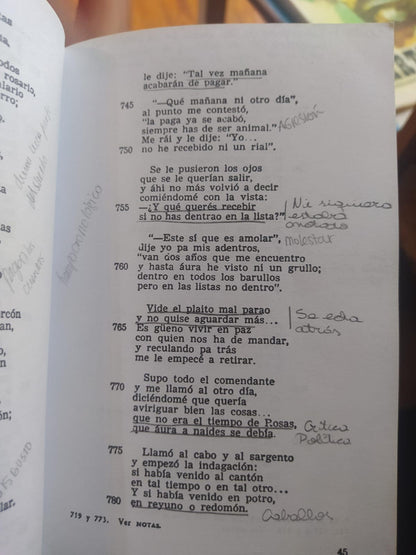 le dije: "Tal vez mañana
acabarán de pagar."
745 "—Qué mañana ni otro día",
al punto me contestó,
"la paga ya se acabó,
siempre has de ser animal." AGRESIÓN
Me rái y le dije: "Yo...
750 no he recebido ni un rial".
Se le pusieron los ojos
que se le querían salir,
y áhi no más volvió a decir
comiéndomé con la vista:
755 —¿Y qué querés recebir
si no has dentrao en la lista?"
Ni siquiera
estaba
anotado
"—Este sí que es amolar", molestar
dije yo pa mis adentros,
"van dos años que me encuentro
760 y hasta áura he visto ni un grullo;
dentro en todos los barullos
pero en las listas no dentro".
Vide el plaito mal parao
y no quise aguardar más...
765 Es güeno vivir en paz
con quien nos ha de mandar,
y reculando pa trás
me le empecé a retirar.
Se echa
atrás
Supo todo el comendante
770 y me llamó al otro día,
diciéndomé que quería
aviriguar bien las cosas...
que no era el tiempo de Rosas,
que áura a naides se debía.
Crítica
Política
775 Llamó al cabo y al sargento
y empezó la indagación:
si había venido al cantón
en tal tiempo o en tal otro...
Y si había venido en potro,
780 en reyuno o redomón.
Caballos
719 y 773. Ver NOTAS.
45